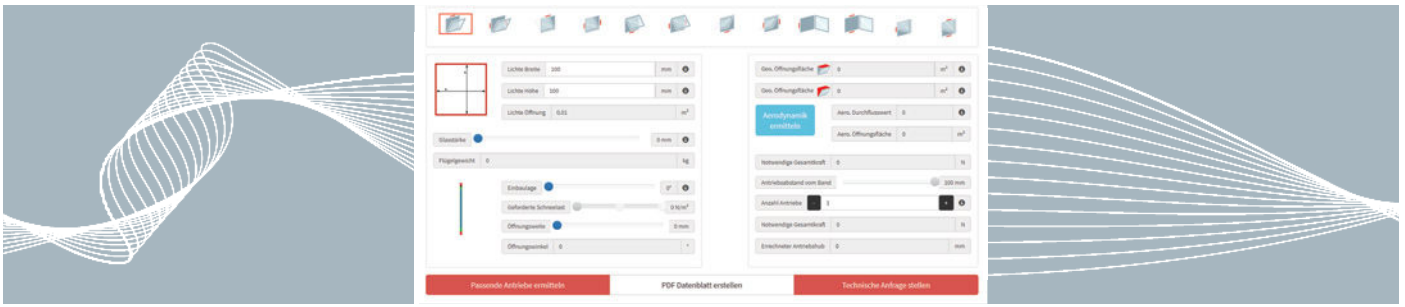 Lichte Breite 100 mm
Lichte Höhe 100 mm
Lichte Öffnung 0,01 m²
Glasstärke 0 mm
Flügelgewicht 0 kg
Einbaulage 0°
Geforderte Schneelast 0 N/m²
Öffnungsweite 0 mm
Öffnungswinkel 0 °
Geo. Öffnungsfläche 0 m²
Geo. Öffnungsfläche 0 m²
Aerodynamik
ermitteln
Aero. Durchflusswert 0
Aero. Öffnungsfläche 0 m²
Notwendige Gesamtkraft 0 N
Antriebsabstand vom Band 100 mm
Anzahl Antriebe - 1 +
Notwendige Gesamtkraft 0 N
Errechneter Antriebshub 0 mm
Passende Antriebe ermitteln
PDF Datenblatt erstellen
Technische Anfrage stellen